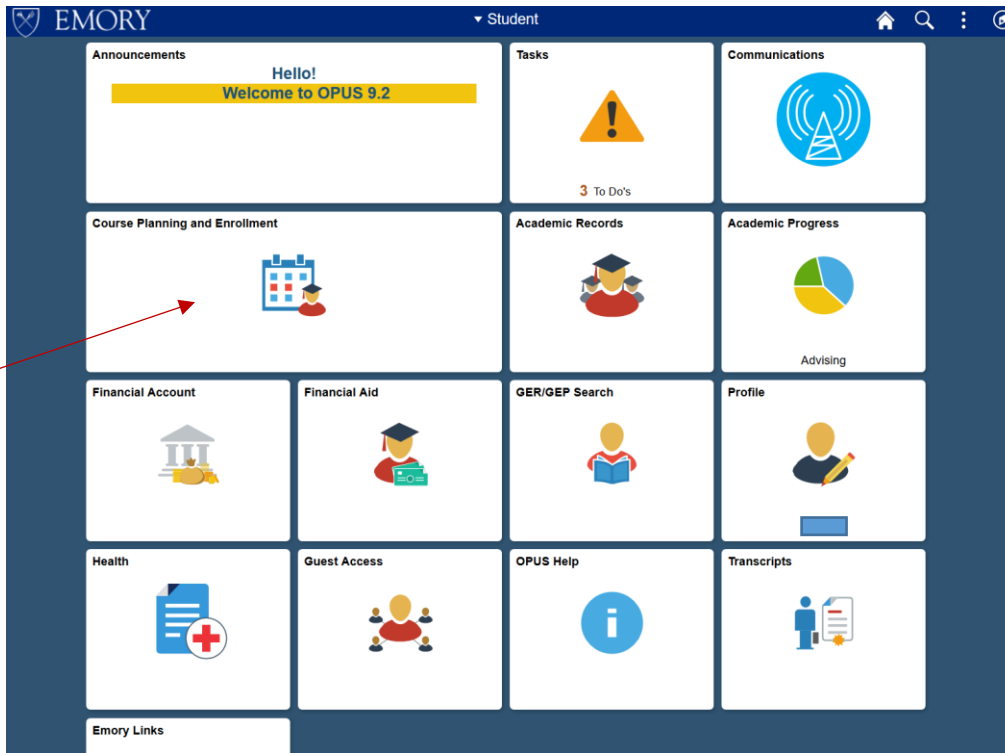 EMORY
▾ Student
Announcements
Hello!
Welcome to OPUS 9.2
Tasks
3 To Do's
Communications
Course Planning and Enrollment
Academic Records
Academic Progress
Advising
Financial Account
Financial Aid
GER/GEP Search
Profile
Health
Guest Access
OPUS Help
i
Transcripts
Emory Links